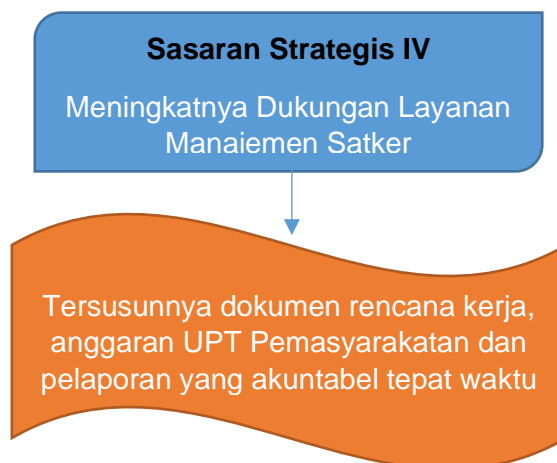 Sasaran Strategis IV
Meningkatnya Dukungan Layanan
Manaiemen Satker
Tersusunnya dokumen rencana kerja,
anggaran UPT Pemasyarakatan dan
pelaporan yang akuntabel tepat waktu